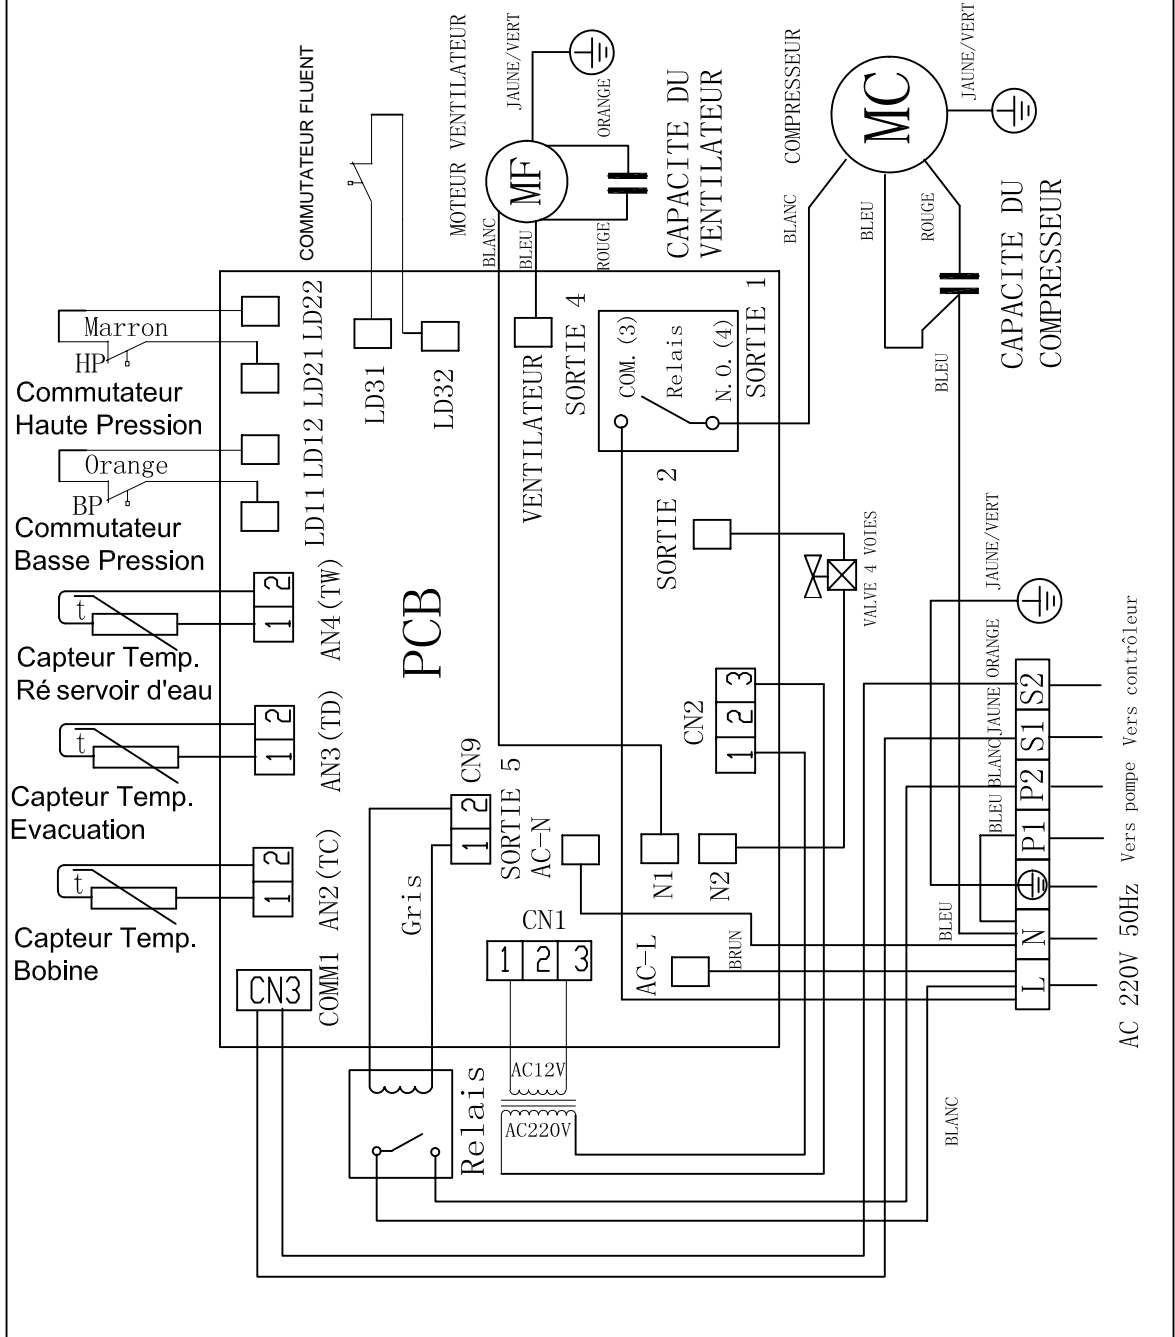 COMMUTATEUR FLUENT
MOTEUR VENTILATEUR
JAUNE/VERT
ORANGE
CAPACITE DU
VENTILATEUR
COMPRESSEUR
JAUNE/VERT
MF
MC
BLANC
BLEU
ROUGE
BLANC
BLEU
ROUGE
CAPACITE DU
COMPRESSEUR
BLEU
Marron
HP
Commutateur
Haute Pression
Orange
BP
Commutateur
Basse Pression
LD11 LD12 LD21 LD22
LD31
LD32
VENTILATEUR
SORTIE 4
COM. (3)
Relais
N. O. (4)
SORTIE 1
SORTIE 2
VALVE 4 VOIES
JAUNE/VERT
t
1 2
AN4 (TW)
Capteur Temp.
Ré servoir d'eau
PCB
t
1 2
AN3 (TD)
Capteur Temp.
Evacuation
t
1 2
AN2 (TC)
Capteur Temp.
Bobine
CN3
COMM1
Gris
1 2
CN9
SORTIE 5
AC-N
N1
N2
CN2
1 2 3
CN1
1 2 3
AC-L
BRUN
BLEU
BLEU BLANC JAUNE ORANGE
L N P1 P2 S1 S2
AC 220V 50Hz Vers pompe Vers contrôleur
Relais
AC12V
AC220V
BLANC